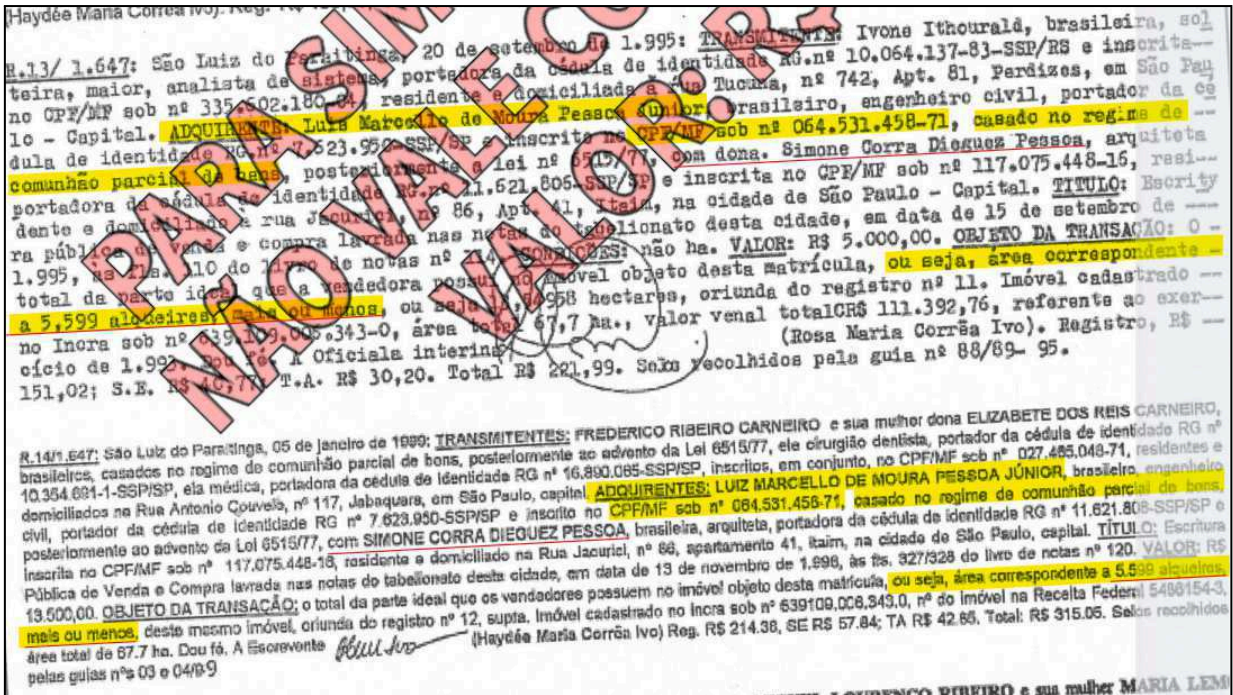 (Haydée Maria Corrêa Ivo). Reg.
R.13/ 1.647: São Luiz do Paraitinga, 20 de setembro de 1.995: TRANSMITENTE: Ivone Ithourald, brasileira, sol
teira, maior, analista de sistema, portadora da cédula de identidade RG.nº 10.064.137-83-SSP/RS e inscrita--
no CPF/MF sob nº 335.502.180-04, residente e domiciliada à rua Tucuna, nº 742, Apt. 81, Perdizes, em São Pau
lo - Capital. ADQUIRENTE: Luis Marcello de Moura Pessoa Junior, brasileiro, engenheiro civil, portador da cé
dula de identidade RG.nº 7.623.950-SSP/SP e inscrito no CPF/MF sob nº 064.531.458-71, casado no regime de --
comunhão parcial de bens, posteriormente a lei nº 6515/77, com dona. Simone Corra Dieguez Pessoa, arquiteta
portadora da cédula de identidade RG.nº 11.621.806-SSP/SP e inscrita no CPF/MF sob nº 117.075.448-16, resi--
dente e domiciliado à rua Jacurici, nº 86, Apt. 41, Itaim, na cidade de São Paulo - Capital. TITULO: Escritu
ra pública de venda e compra lavrada nas notas do tabelionato desta cidade, em data de 15 de setembro de ----
1.995, às fls. 110 do livro de notas nº 114. CONDIÇÕES: não ha. VALOR: R$ 5.000,00. OBJETO DA TRANSAÇÃO: O -
total da parte ideal que a vendedora possui no imóvel objeto desta matrícula, ou seja, área correspondente -
a 5,599 alqueires, mais ou menos, ou seja hectares, oriunda do registro nº 11. Imóvel cadastrado --
no Incra sob nº 639.109.006.343-0, área total 67,7 ha., valor venal totalCR$ 111.392,76, referente ao exer--
cício de 1.99 Dou fé. A Oficiala interina (Rosa Maria Corrêa Ivo). Registro, R$ --
151,02; S.E. R$ 40,77; T.A. R$ 30,20. Total R$ 221,99. Selos recolhidos pela guia nº 88/89- 95.
R.14/1.647: São Luiz do Paraitinga, 05 de janeiro de 1999: TRANSMITENTES: FREDERICO RIBEIRO CARNEIRO e sua mulher dona ELIZABETE DOS REIS CARNEIRO,
brasileiros, casados no regime de comunhão parcial de bens, posteriormente ao advento da Lei 6515/77, ele cirurgião dentista, portador da cédula de identidade RG nº
10.354.681-1-SSP/SP, ela médica, portadora da cédula de identidade RG nº 16.890.085-SSP/SP, inscritos, em conjunto, no CPF/MF sob nº 027.465.048-71, residentes e
domiciliados na Rua Antonio Gouveia, nº 117, Jabaquara, em São Paulo, capital. ADQUIRENTES: LUIZ MARCELLO DE MOURA PESSOA JÚNIOR, brasileiro, engenheiro
civil, portador da cédula de identidade RG nº 7.623.950-SSP/SP e inscrito no CPF/MF sob nº 064.531.458-71, casado no regime de comunhão parcial de bens,
posteriormente ao advento da Lei 6515/77, com SIMONE CORRA DIEGUEZ PESSOA, brasileira, arquiteta, portadora da cédula de identidade RG nº 11.621.808-SSP/SP e
inscrita no CPF/MF sob nº 117.075.448-16, residente e domiciliado na Rua Jacurici, nº 86, apartamento 41, Itaim, na cidade de São Paulo, capital. TÍTULO: Escritura
Pública de Venda e Compra lavrada nas notas do tabelionato desta cidade, em data de 13 de novembro de 1.998, às fls. 327/328 do livro de notas nº 120. VALOR: R$
13.500,00. OBJETO DA TRANSAÇÃO: o total da parte ideal que os vendedores possuem no imóvel objeto desta matrícula, ou seja, área correspondente a 5.599 alqueires,
mais ou menos, deste mesmo imóvel, oriunda do registro nº 12, supra. Imóvel cadastrado no Incra sob nº 639109,006,343.0, nº do imóvel na Receita Federal 5486154-3,
área total de 67.7 ha. Dou fé. A Escrevente (Haydée Maria Corrêa Ivo) Reg. R$ 214.36, SE R$ 57.84; TA R$ 42.85, Total: R$ 315.05. Selos recolhidos
pelas guias nºs 03 e 04/9-9
LOURENÇO RIBEIRO e sua mulher MARIA LEM
PARA SIM
NÃO VALE CO
VALOR: R